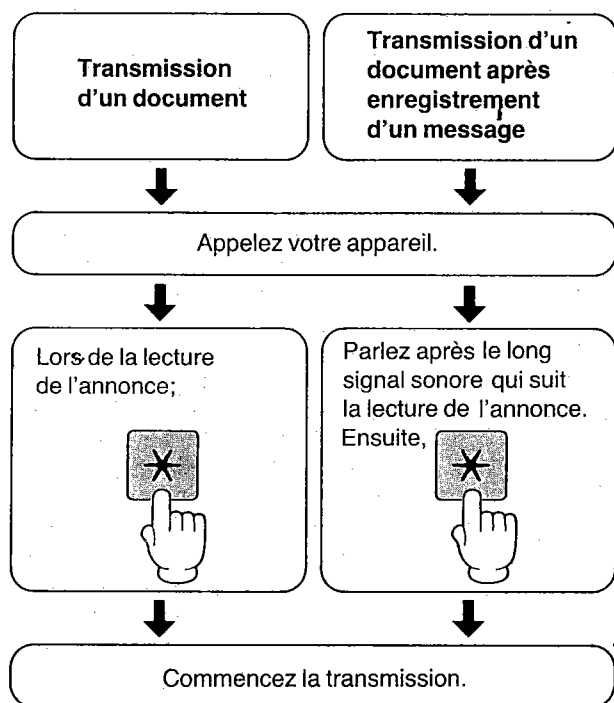 Transmission
d'un document
Transmission d'un
document après
enregistrement
d'un message
Appelez votre appareil.
Lors de la lecture
de l'annonce;
Parlez après le long
signal sonore qui suit
la lecture de l'annonce.
Ensuite,
Commencez la transmission.